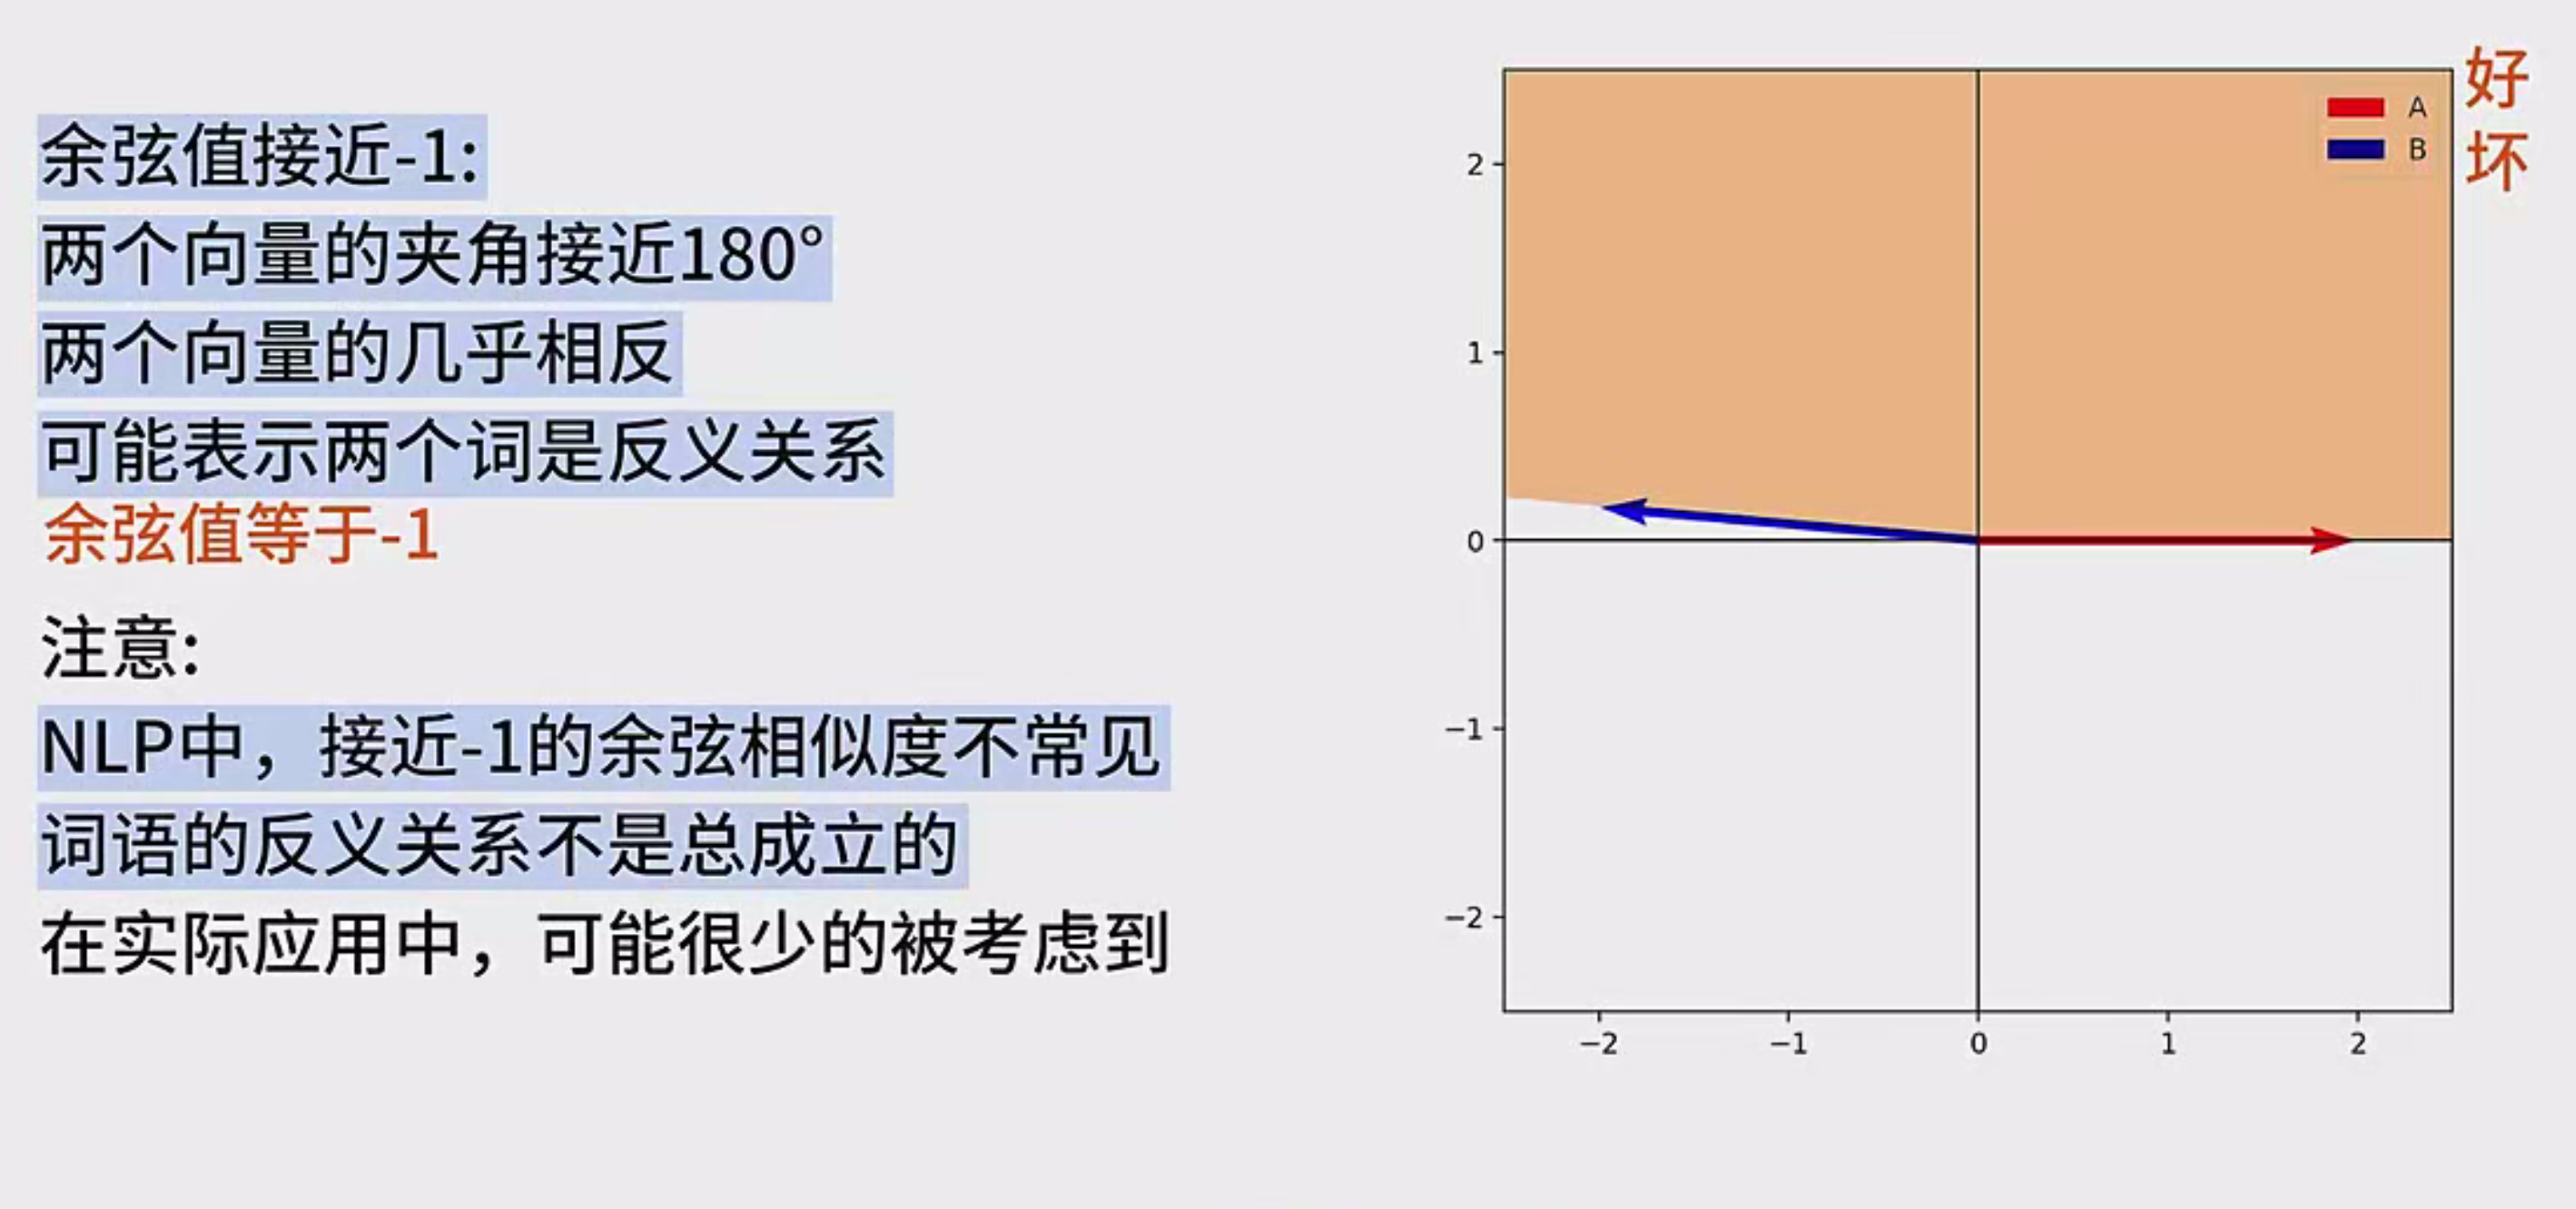 余弦值接近-1:
两个向量的夹角接近180°
两个向量的几乎相反
可能表示两个词是反义关系
余弦值等于-1
注意:
NLP中，接近-1的余弦相似度不常见
词语的反义关系不是总成立的
在实际应用中，可能很少的被考虑到
A 好
B 坏
2
1
0
−1
−2
−2 −1 0 1 2